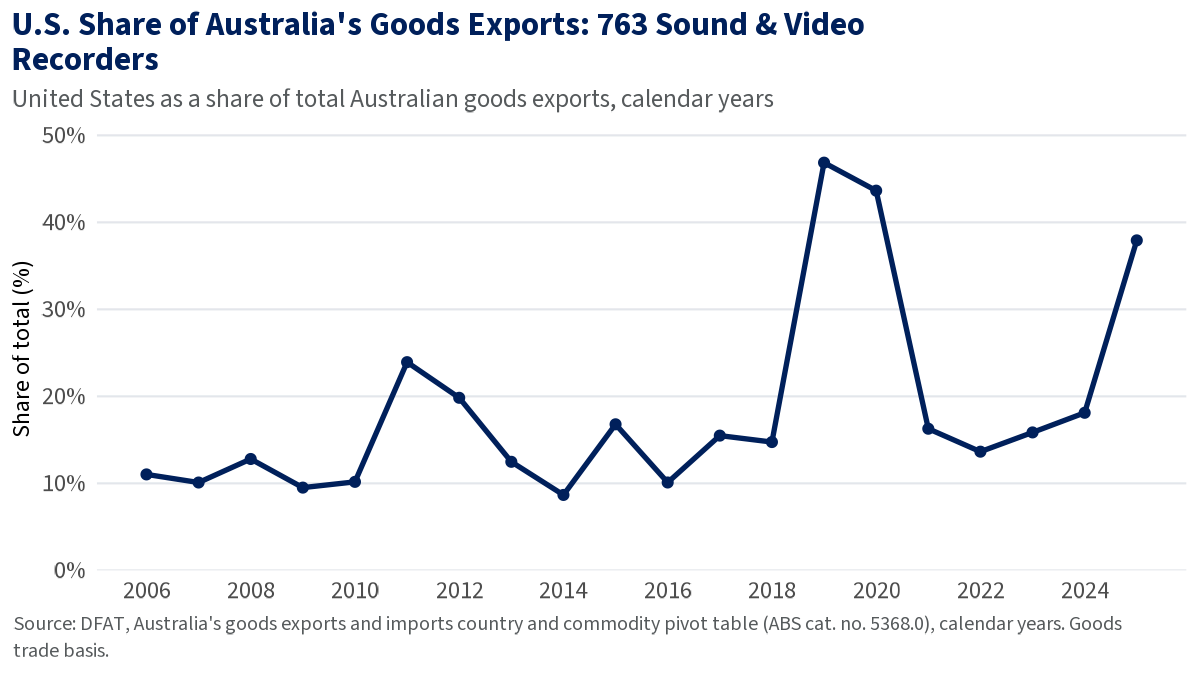 U.S. Share of Australia's Goods Exports: 763 Sound & Video
Recorders
United States as a share of total Australian goods exports, calendar years
Share of total (%)
50%
40%
30%
20%
10%
0%
2006 2008 2010 2012 2014 2016 2018 2020 2022 2024
Source: DFAT, Australia's goods exports and imports country and commodity pivot table (ABS cat. no. 5368.0), calendar years. Goods
trade basis.